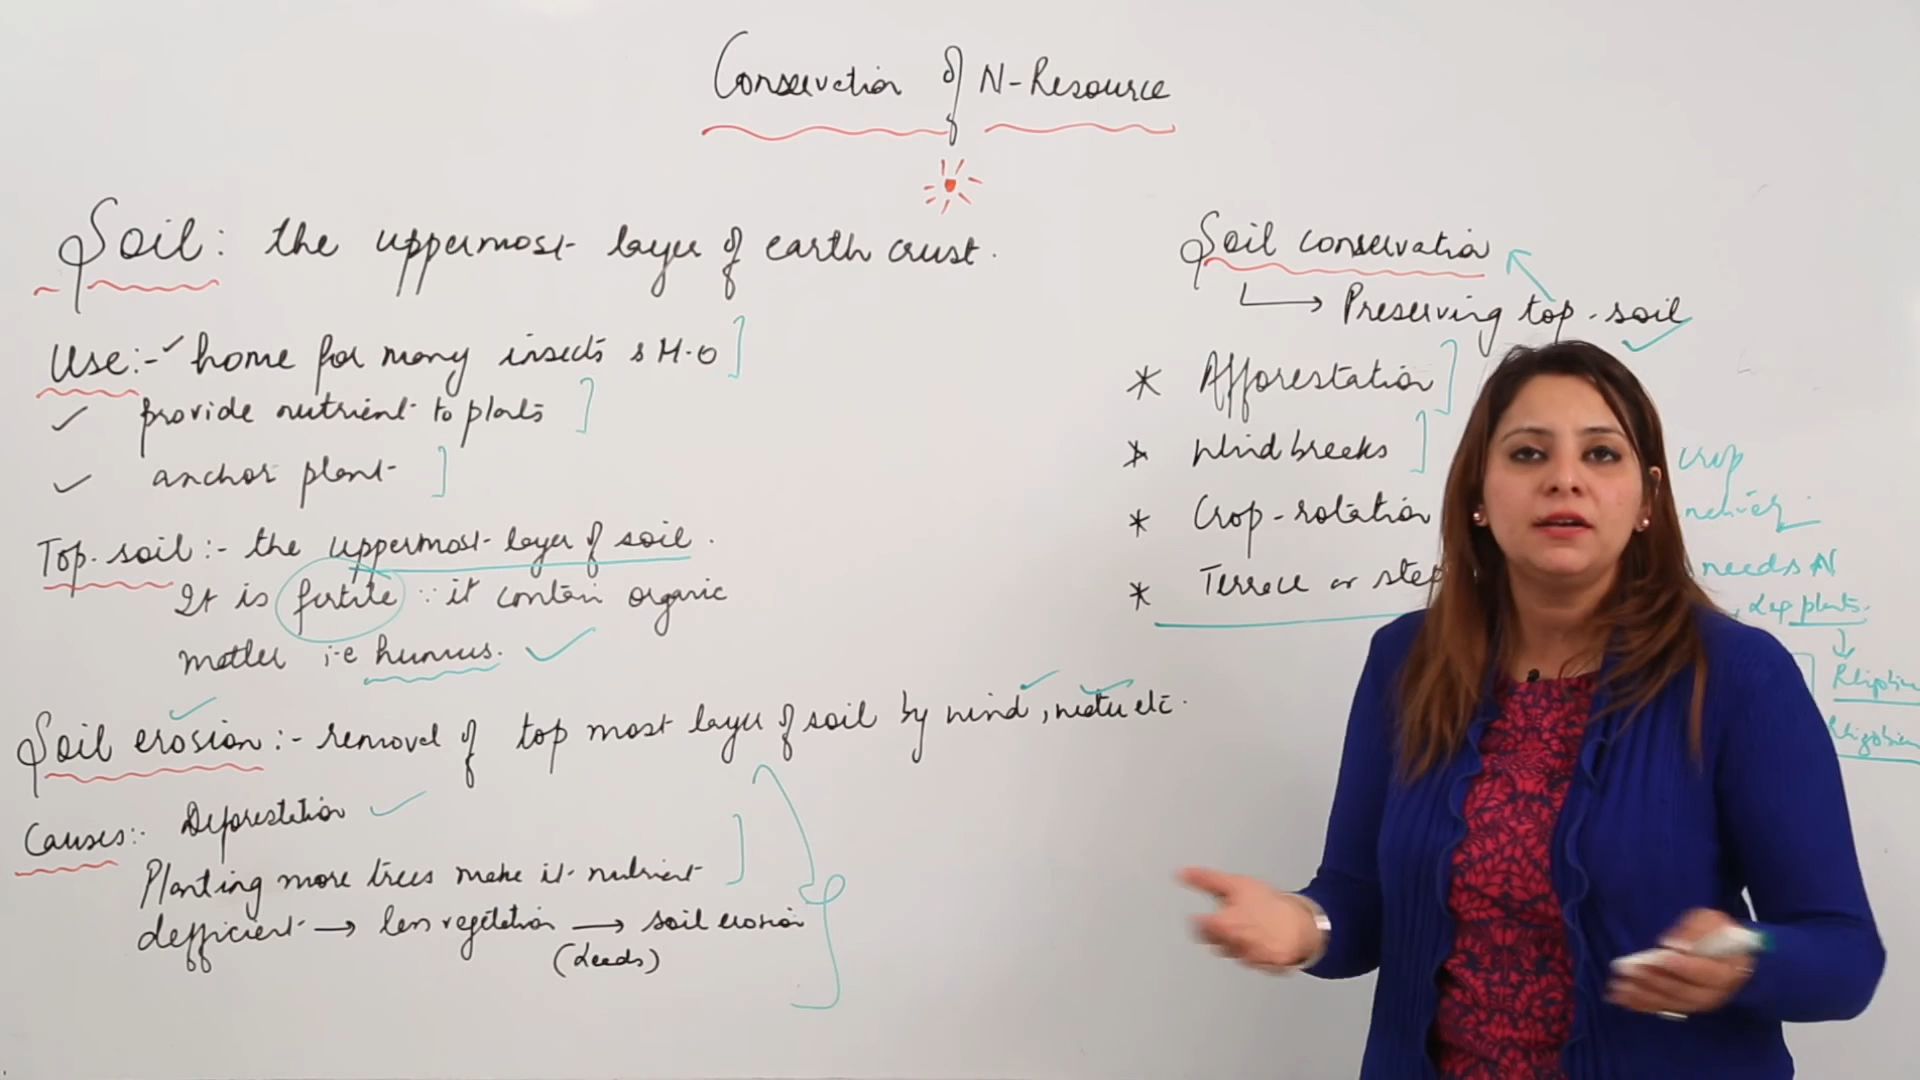 Conservation of N-Resource
Soil: the uppermost layer of earth crust.
Use:- home for many insects & M.O
provide nutrient to plants
anchor plant
Top-soil:- the uppermost layer of soil.
It is fertile ∵ it contain organic
matter i.e humus.
Soil erosion:- removal of top most layer of soil by wind, water etc.
Causes:- Deforestation
Planting more trees make it nutrient
defficient → less vegetation → soil erosion
(Leads)
Soil conservation
Preserving top-soil
* Afforestation
* Wind breaks
* Crop-rotation
* Terrace or step
crop
needs N
plants